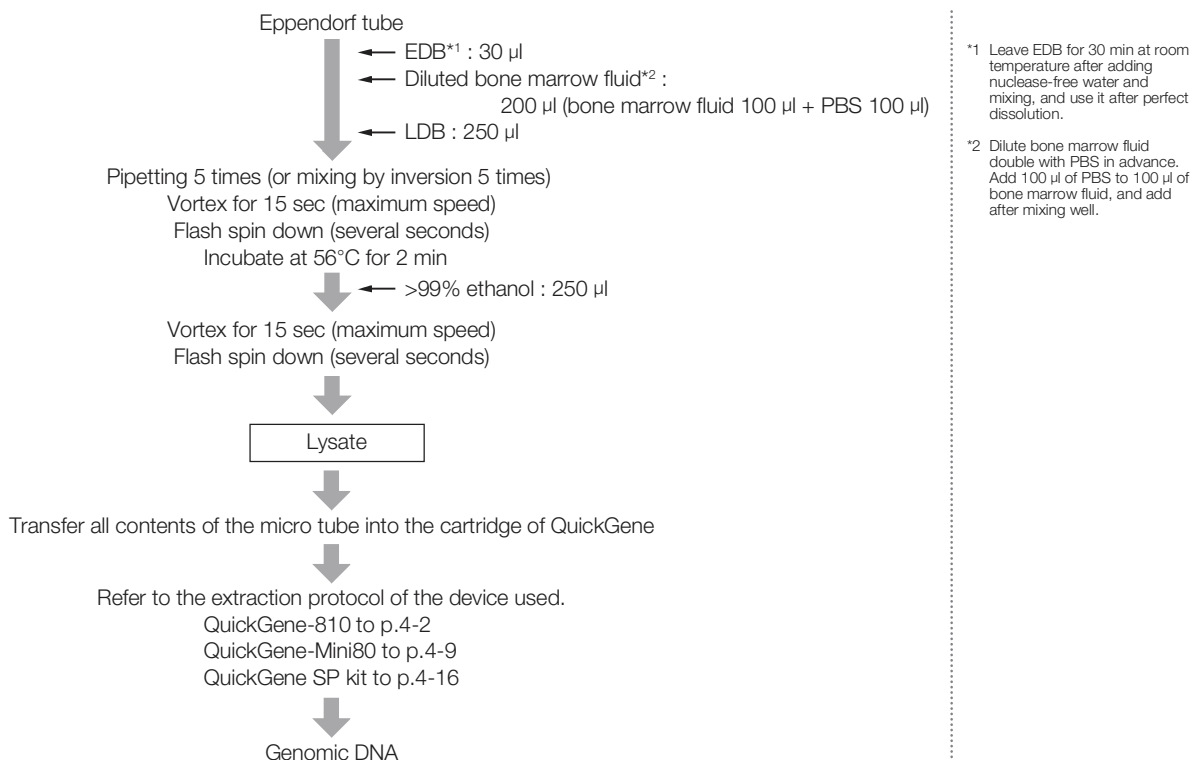 Eppendorf tube
EDB*1 : 30 µl
Diluted bone marrow fluid*2 :
200 µl (bone marrow fluid 100 µl + PBS 100 µl)
LDB : 250 µl
Pipetting 5 times (or mixing by inversion 5 times)
Vortex for 15 sec (maximum speed)
Flash spin down (several seconds)
Incubate at 56°C for 2 min
>99% ethanol : 250 µl
Vortex for 15 sec (maximum speed)
Flash spin down (several seconds)
Lysate
Transfer all contents of the micro tube into the cartridge of QuickGene
Refer to the extraction protocol of the device used.
QuickGene-810 to p.4-2
QuickGene-Mini80 to p.4-9
QuickGene SP kit to p.4-16
Genomic DNA
*1 Leave EDB for 30 min at room
temperature after adding
nuclease-free water and
mixing, and use it after perfect
dissolution.
*2 Dilute bone marrow fluid
double with PBS in advance.
Add 100 µl of PBS to 100 µl of
bone marrow fluid, and add
after mixing well.